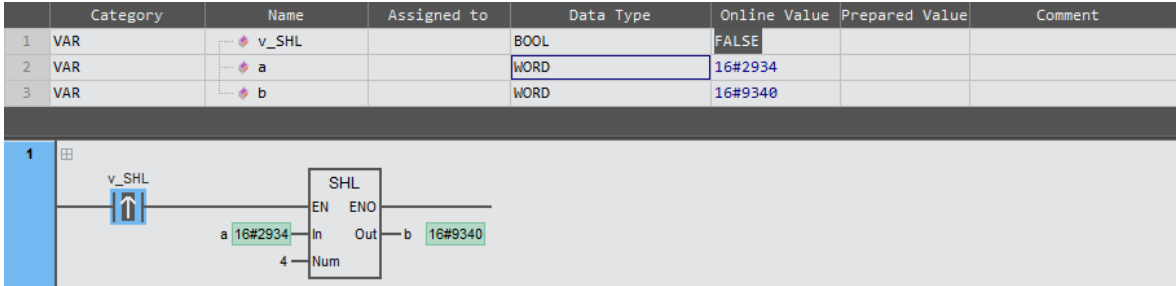 Category Name Assigned to Data Type Online Value Prepared Value Comment
1 VAR v_SHL BOOL FALSE
2 VAR a WORD 16#2934
3 VAR b WORD 16#9340
1
v_SHL
SHL
EN ENO
a 16#2934 In Out b 16#9340
4 Num